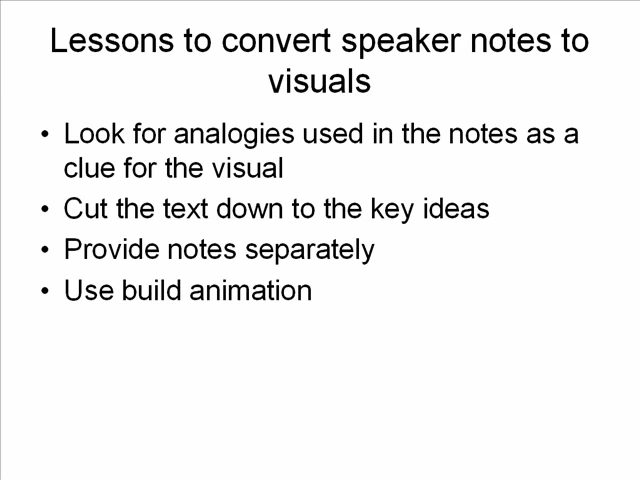 Lessons to convert speaker notes to
visuals
• Look for analogies used in the notes as a
clue for the visual
• Cut the text down to the key ideas
• Provide notes separately
• Use build animation